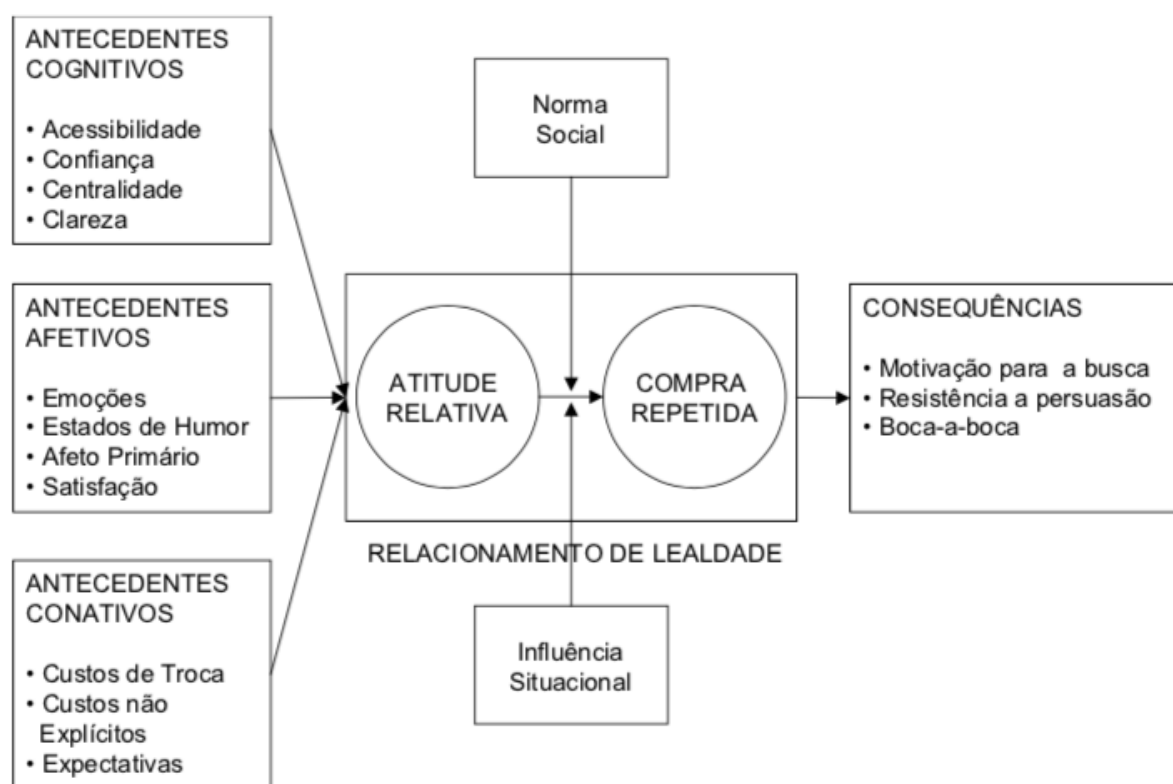 ANTECEDENTES
COGNITIVOS
• Acessibilidade
• Confiança
• Centralidade
• Clareza
Norma
Social
ANTECEDENTES
AFETIVOS
• Emoções
• Estados de Humor
• Afeto Primário
• Satisfação
ATITUDE
RELATIVA
COMPRA
REPETIDA
RELACIONAMENTO DE LEALDADE
CONSEQUÊNCIAS
• Motivação para a busca
• Resistência a persuasão
• Boca-a-boca
ANTECEDENTES
CONATIVOS
• Custos de Troca
• Custos não
Explícitos
• Expectativas
Influência
Situacional